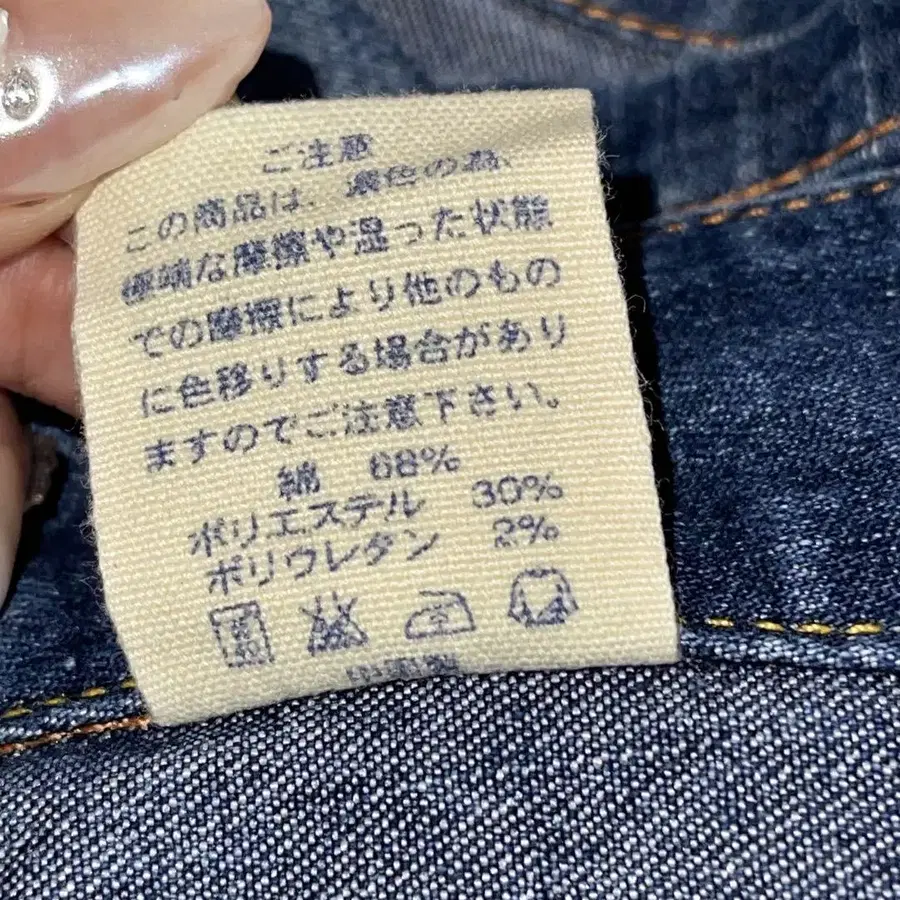 ご注意
この商品は、濃色の為、
極端な摩擦や湿った状態
での摩擦により他のもの
に色移りする場合があり
ますのでご注意下さい。
綿 68%
ポリエステル 30%
ポリウレタン 2%
中国製